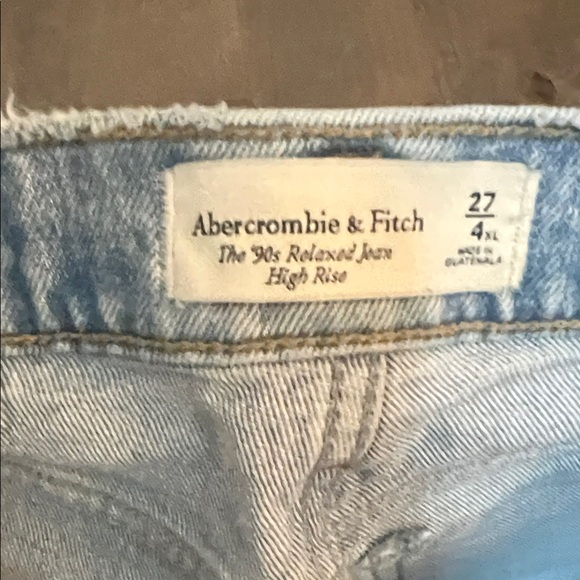 Abercrombie & Fitch
The '90s Relaxed Jean
High Rise
27
4XL
MADE IN
GUATEMALA